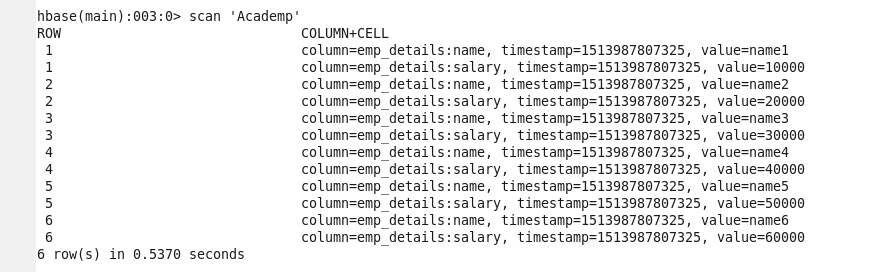 hbase(main):003:0> scan 'Academp'
ROW COLUMN+CELL
1 column=emp_details:name, timestamp=1513987807325, value=name1
1 column=emp_details:salary, timestamp=1513987807325, value=10000
2 column=emp_details:name, timestamp=1513987807325, value=name2
2 column=emp_details:salary, timestamp=1513987807325, value=20000
3 column=emp_details:name, timestamp=1513987807325, value=name3
3 column=emp_details:salary, timestamp=1513987807325, value=30000
4 column=emp_details:name, timestamp=1513987807325, value=name4
4 column=emp_details:salary, timestamp=1513987807325, value=40000
5 column=emp_details:name, timestamp=1513987807325, value=name5
5 column=emp_details:salary, timestamp=1513987807325, value=50000
6 column=emp_details:name, timestamp=1513987807325, value=name6
6 column=emp_details:salary, timestamp=1513987807325, value=60000
6 row(s) in 0.5370 seconds